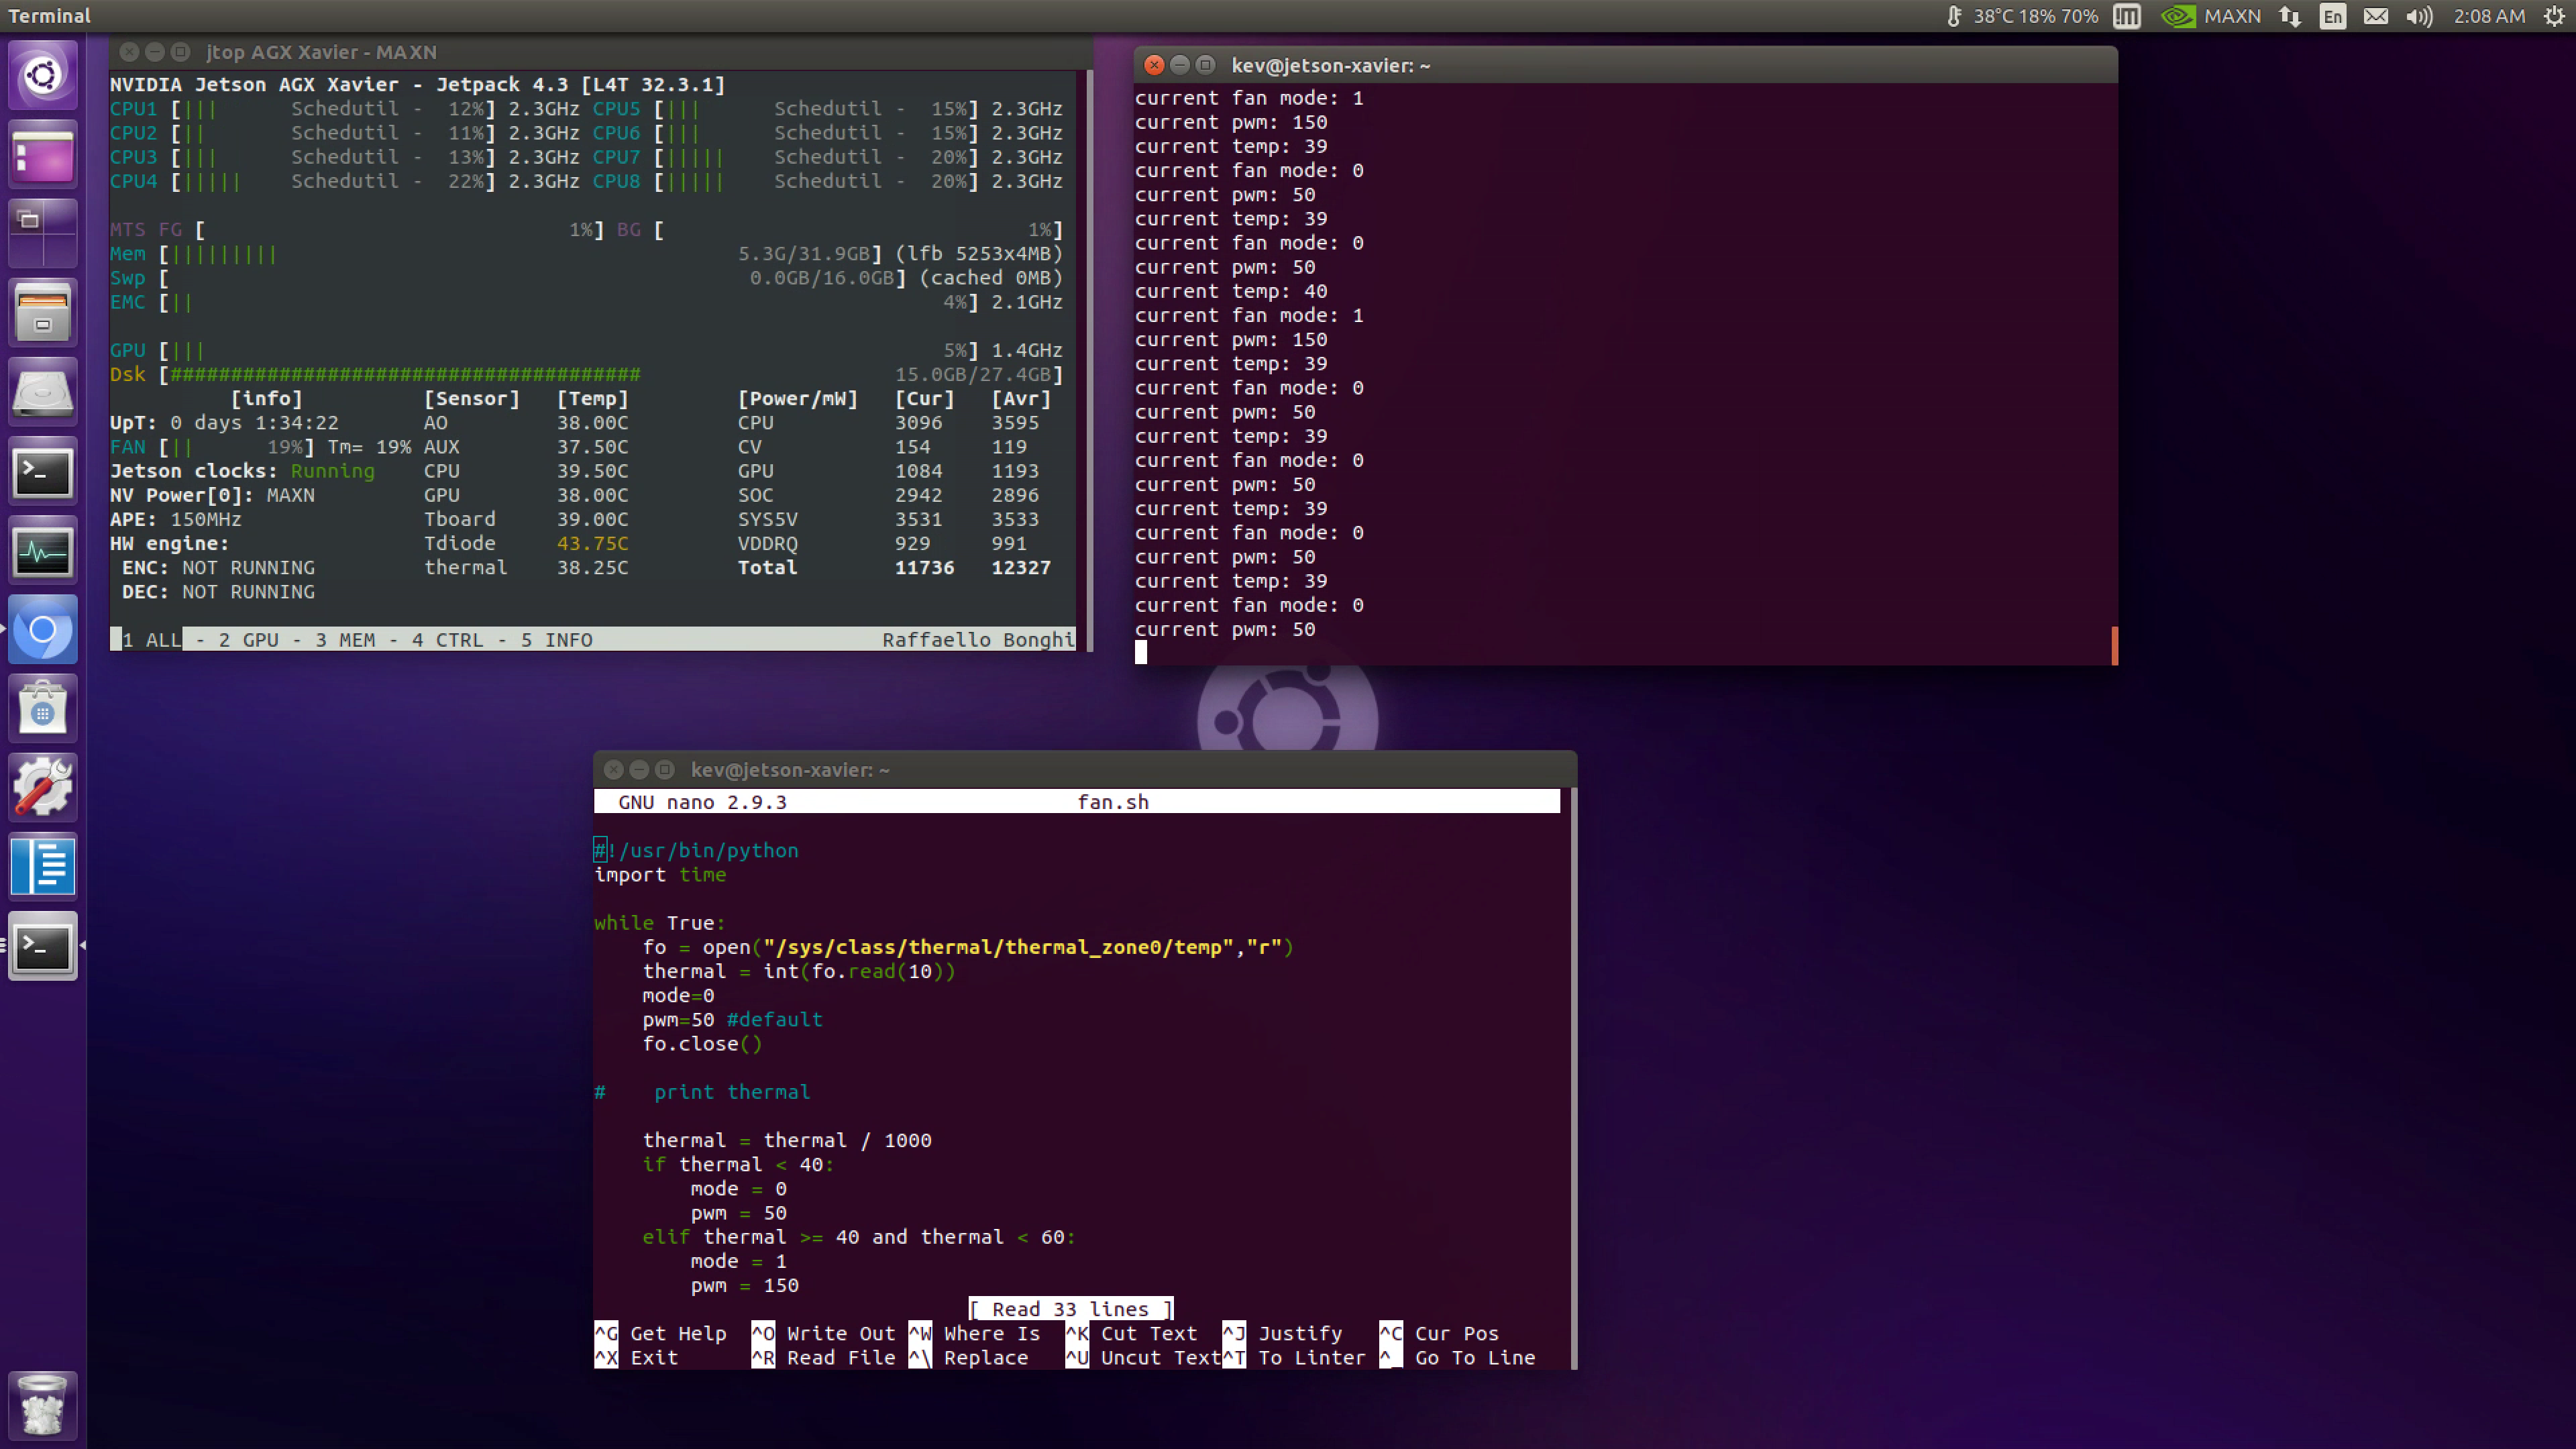 Terminal
38°C 18% 70%
MAXN
En
2:08 AM
jtop AGX Xavier - MAXN
NVIDIA Jetson AGX Xavier - Jetpack 4.3 [L4T 32.3.1]
CPU1 [||| Schedutil - 12%] 2.3GHz CPU5 [||| Schedutil - 15%] 2.3GHz
CPU2 [|| Schedutil - 11%] 2.3GHz CPU6 [||| Schedutil - 15%] 2.3GHz
CPU3 [||| Schedutil - 13%] 2.3GHz CPU7 [||||| Schedutil - 20%] 2.3GHz
CPU4 [||||| Schedutil - 22%] 2.3GHz CPU8 [||||| Schedutil - 20%] 2.3GHz
MTS FG [ 1%] BG [ 1%]
Mem [||||||||| 5.3G/31.9GB] (lfb 5253x4MB)
Swp [ 0.0GB/16.0GB] (cached 0MB)
EMC [|| 4%] 2.1GHz
GPU [||| 5%] 1.4GHz
Dsk [####################################### 15.0GB/27.4GB]
[info] [Sensor] [Temp] [Power/mW] [Cur] [Avr]
UpT: 0 days 1:34:22 AO 38.00C CPU 3096 3595
FAN [|| 19%] Tm= 19% AUX 37.50C CV 154 119
Jetson clocks: Running CPU 39.50C GPU 1084 1193
NV Power[0]: MAXN GPU 38.00C SOC 2942 2896
APE: 150MHz Tboard 39.00C SYS5V 3531 3533
HW engine: Tdiode 43.75C VDDRQ 929 991
ENC: NOT RUNNING thermal 38.25C Total 11736 12327
DEC: NOT RUNNING
1 ALL - 2 GPU - 3 MEM - 4 CTRL - 5 INFO Raffaello Bonghi
kev@jetson-xavier: ~
current fan mode: 1
current pwm: 150
current temp: 39
current fan mode: 0
current pwm: 50
current temp: 39
current fan mode: 0
current pwm: 50
current temp: 40
current fan mode: 1
current pwm: 150
current temp: 39
current fan mode: 0
current pwm: 50
current temp: 39
current fan mode: 0
current pwm: 50
current temp: 39
current fan mode: 0
current pwm: 50
current temp: 39
current fan mode: 0
current pwm: 50
kev@jetson-xavier: ~
GNU nano 2.9.3 fan.sh
#!/usr/bin/python
import time
while True:
fo = open("/sys/class/thermal/thermal_zone0/temp","r")
thermal = int(fo.read(10))
mode=0
pwm=50 #default
fo.close()
# print thermal
thermal = thermal / 1000
if thermal < 40:
mode = 0
pwm = 50
elif thermal >= 40 and thermal < 60:
mode = 1
pwm = 150
[ Read 33 lines ]
^G Get Help ^O Write Out ^W Where Is ^K Cut Text ^J Justify ^C Cur Pos
^X Exit ^R Read File ^\ Replace ^U Uncut Text ^T To Linter ^_ Go To Line